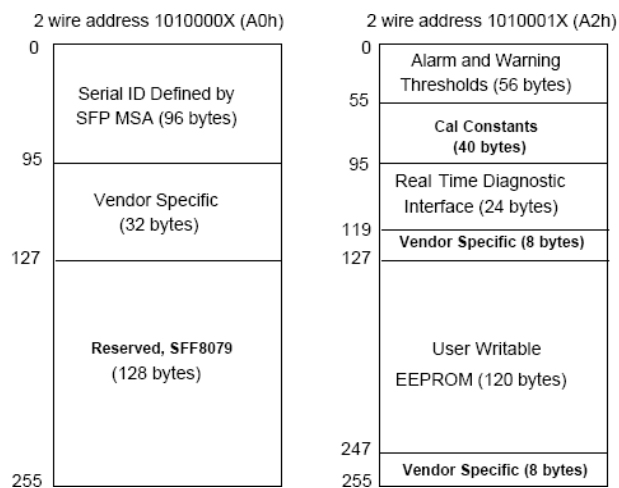 2 wire address 1010000X (A0h)
0
Serial ID Defined by
SFP MSA (96 bytes)
95
Vendor Specific
(32 bytes)
127
Reserved, SFF8079
(128 bytes)
255
2 wire address 1010001X (A2h)
0
Alarm and Warning
Thresholds (56 bytes)
55
Cal Constants
(40 bytes)
95
Real Time Diagnostic
Interface (24 bytes)
119
Vendor Specific (8 bytes)
127
User Writable
EEPROM (120 bytes)
247
Vendor Specific (8 bytes)
255